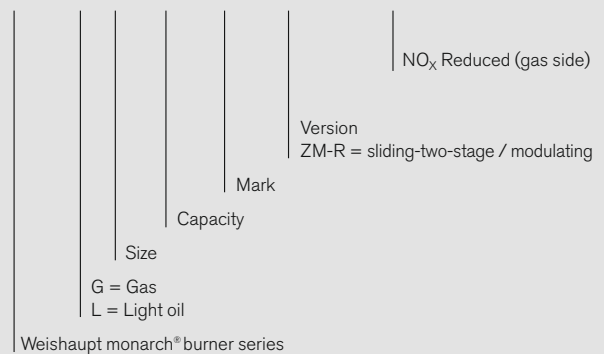 NOX Reduced (gas side)
Version
ZM-R = sliding-two-stage / modulating
Mark
Capacity
Size
G = Gas
L = Light oil
Weishaupt monarch® burner series